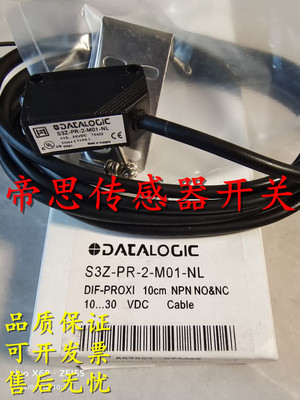 DATALOGIC
S3Z-PR-2-M01-NL
帝思传感器开关
DATALOGIC
S3Z-PR-2-M01-NL
DIF-PROXI 10cm NPN NO&NC
10...30 VDC Cable
品质保证
可开发票
售后无忧